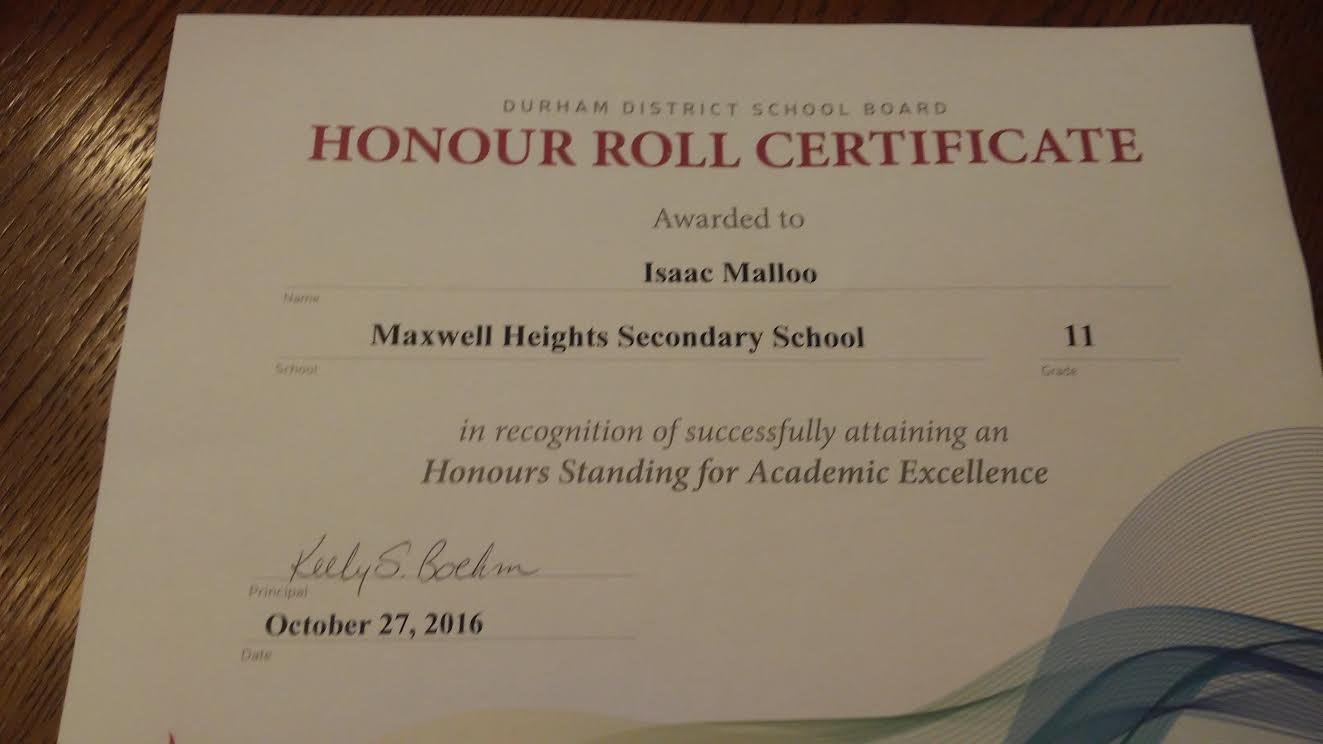 DURHAM DISTRICT SCHOOL BOARD
HONOUR ROLL CERTIFICATE
Awarded to
Isaac Malloo
Name
Maxwell Heights Secondary School 11
School Grade
in recognition of successfully attaining an
Honours Standing for Academic Excellence
Keely S. Boehm
Principal
October 27, 2016
Date